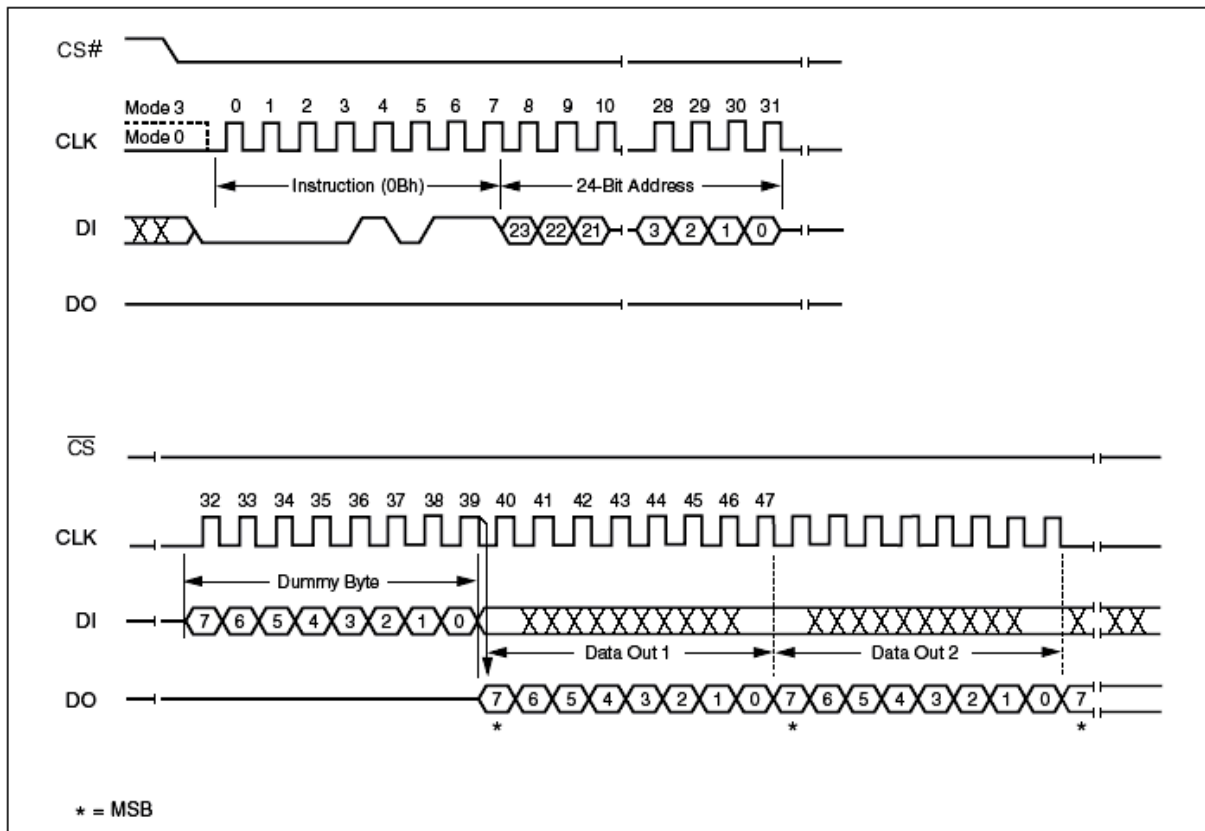 CS#
Mode 3 0 1 2 3 4 5 6 7 8 9 10 28 29 30 31
CLK Mode 0
Instruction (0Bh) 24-Bit Address
DI 23 22 21 3 2 1 0
DO
CS
32 33 34 35 36 37 38 39 40 41 42 43 44 45 46 47
CLK
Dummy Byte
DI 7 6 5 4 3 2 1 0
Data Out 1 Data Out 2
DO 7 6 5 4 3 2 1 0 7 6 5 4 3 2 1 0 7
* * *
* = MSB